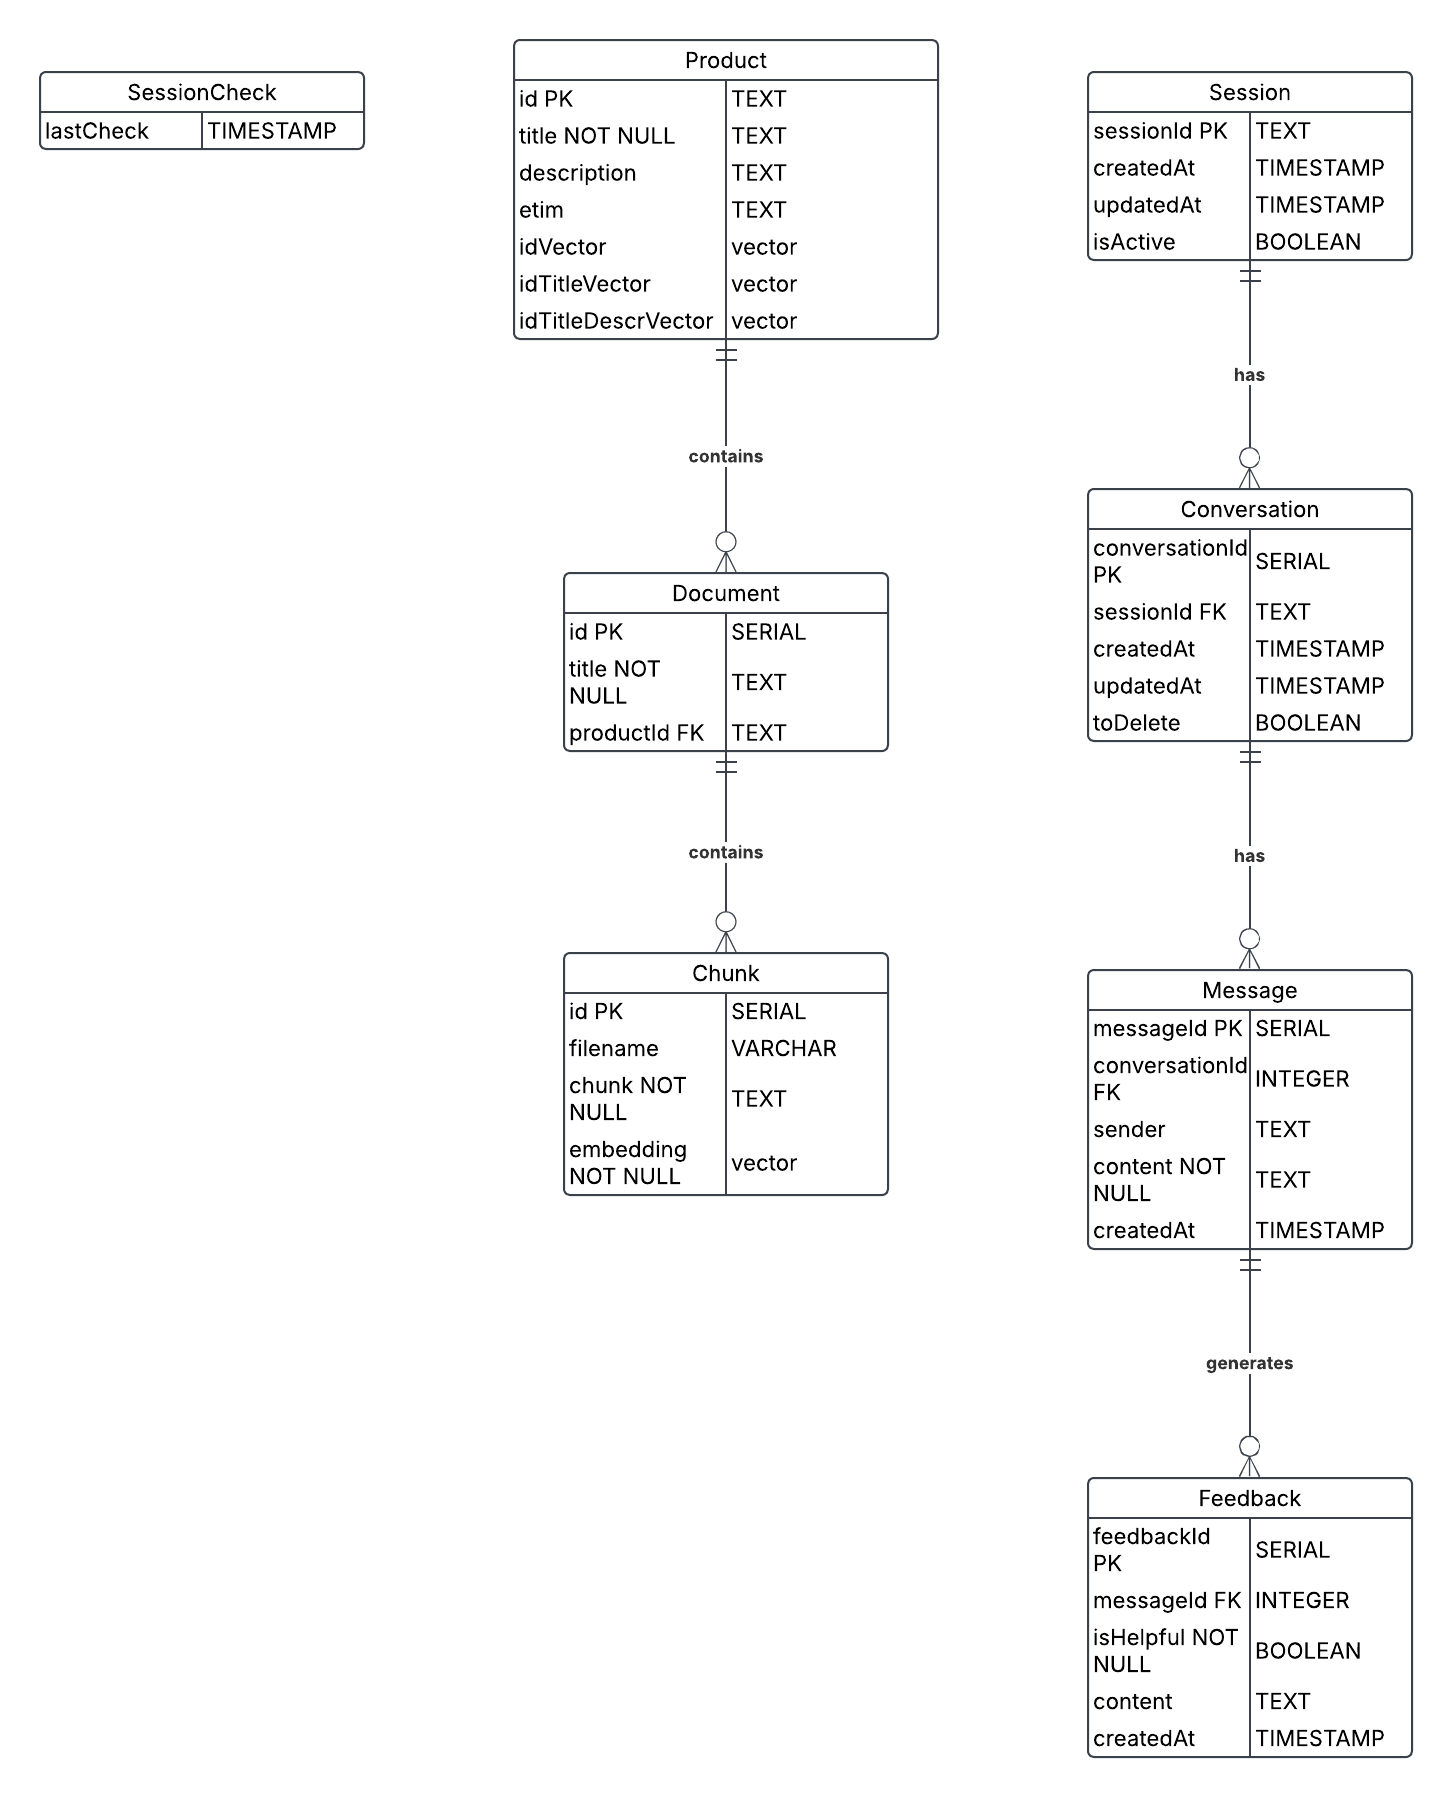 SessionCheck
lastCheck TIMESTAMP
Product
id PK TEXT
title NOT NULL TEXT
description TEXT
etim TEXT
idVector vector
idTitleVector vector
idTitleDescrVector vector
contains
Document
id PK SERIAL
title NOT
NULL
TEXT
productId FK TEXT
contains
Chunk
id PK SERIAL
filename VARCHAR
chunk NOT
NULL
TEXT
embedding
NOT NULL
vector
Session
sessionId PK TEXT
createdAt TIMESTAMP
updatedAt TIMESTAMP
isActive BOOLEAN
has
Conversation
conversationId
PK
SERIAL
sessionId FK TEXT
createdAt TIMESTAMP
updatedAt TIMESTAMP
toDelete BOOLEAN
has
Message
messageId PK SERIAL
conversationId
FK
INTEGER
sender TEXT
content NOT
NULL
TEXT
createdAt TIMESTAMP
generates
Feedback
feedbackId
PK
SERIAL
messageId FK INTEGER
isHelpful NOT
NULL
BOOLEAN
content TEXT
createdAt TIMESTAMP